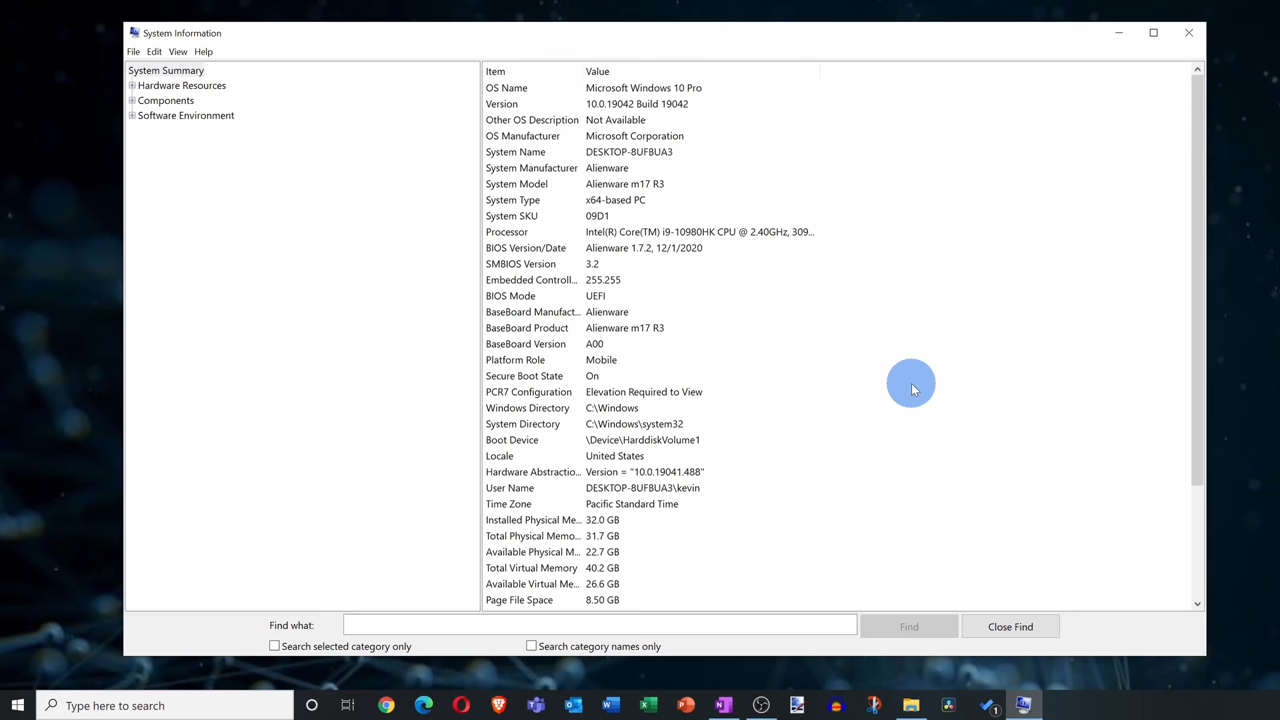 System Information
File Edit View Help
System Summary
Hardware Resources
Components
Software Environment
Item Value
OS Name Microsoft Windows 10 Pro
Version 10.0.19042 Build 19042
Other OS Description Not Available
OS Manufacturer Microsoft Corporation
System Name DESKTOP-8UFBUA3
System Manufacturer Alienware
System Model Alienware m17 R3
System Type x64-based PC
System SKU 09D1
Processor Intel(R) Core(TM) i9-10980HK CPU @ 2.40GHz, 309...
BIOS Version/Date Alienware 1.7.2, 12/1/2020
SMBIOS Version 3.2
Embedded Controll... 255.255
BIOS Mode UEFI
BaseBoard Manufact... Alienware
BaseBoard Product Alienware m17 R3
BaseBoard Version A00
Platform Role Mobile
Secure Boot State On
PCR7 Configuration Elevation Required to View
Windows Directory C:\Windows
System Directory C:\Windows\system32
Boot Device \Device\HarddiskVolume1
Locale United States
Hardware Abstractio... Version = "10.0.19041.488"
User Name DESKTOP-8UFBUA3\kevin
Time Zone Pacific Standard Time
Installed Physical Me... 32.0 GB
Total Physical Memo... 31.7 GB
Available Physical M... 22.7 GB
Total Virtual Memory 40.2 GB
Available Virtual Me... 26.6 GB
Page File Space 8.50 GB
Find what: Find Close Find
Search selected category only Search category names only
Type here to search 1